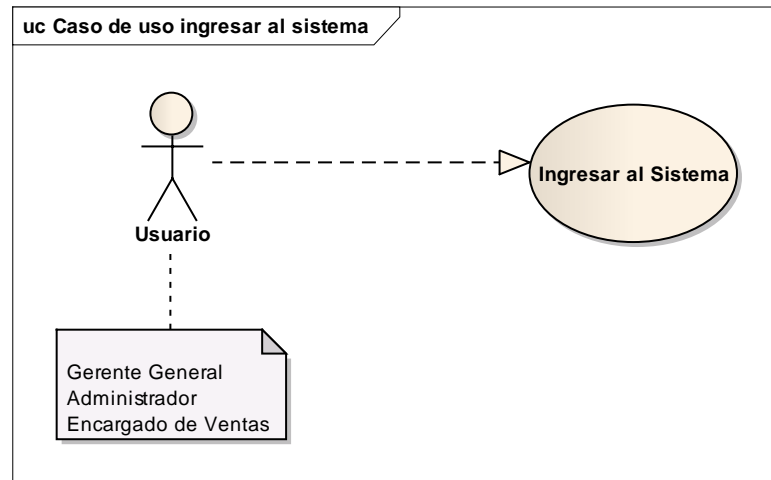 uc Caso de uso ingresar al sistema
Ingresar al Sistema
Usuario
Gerente General
Administrador
Encargado de Ventas